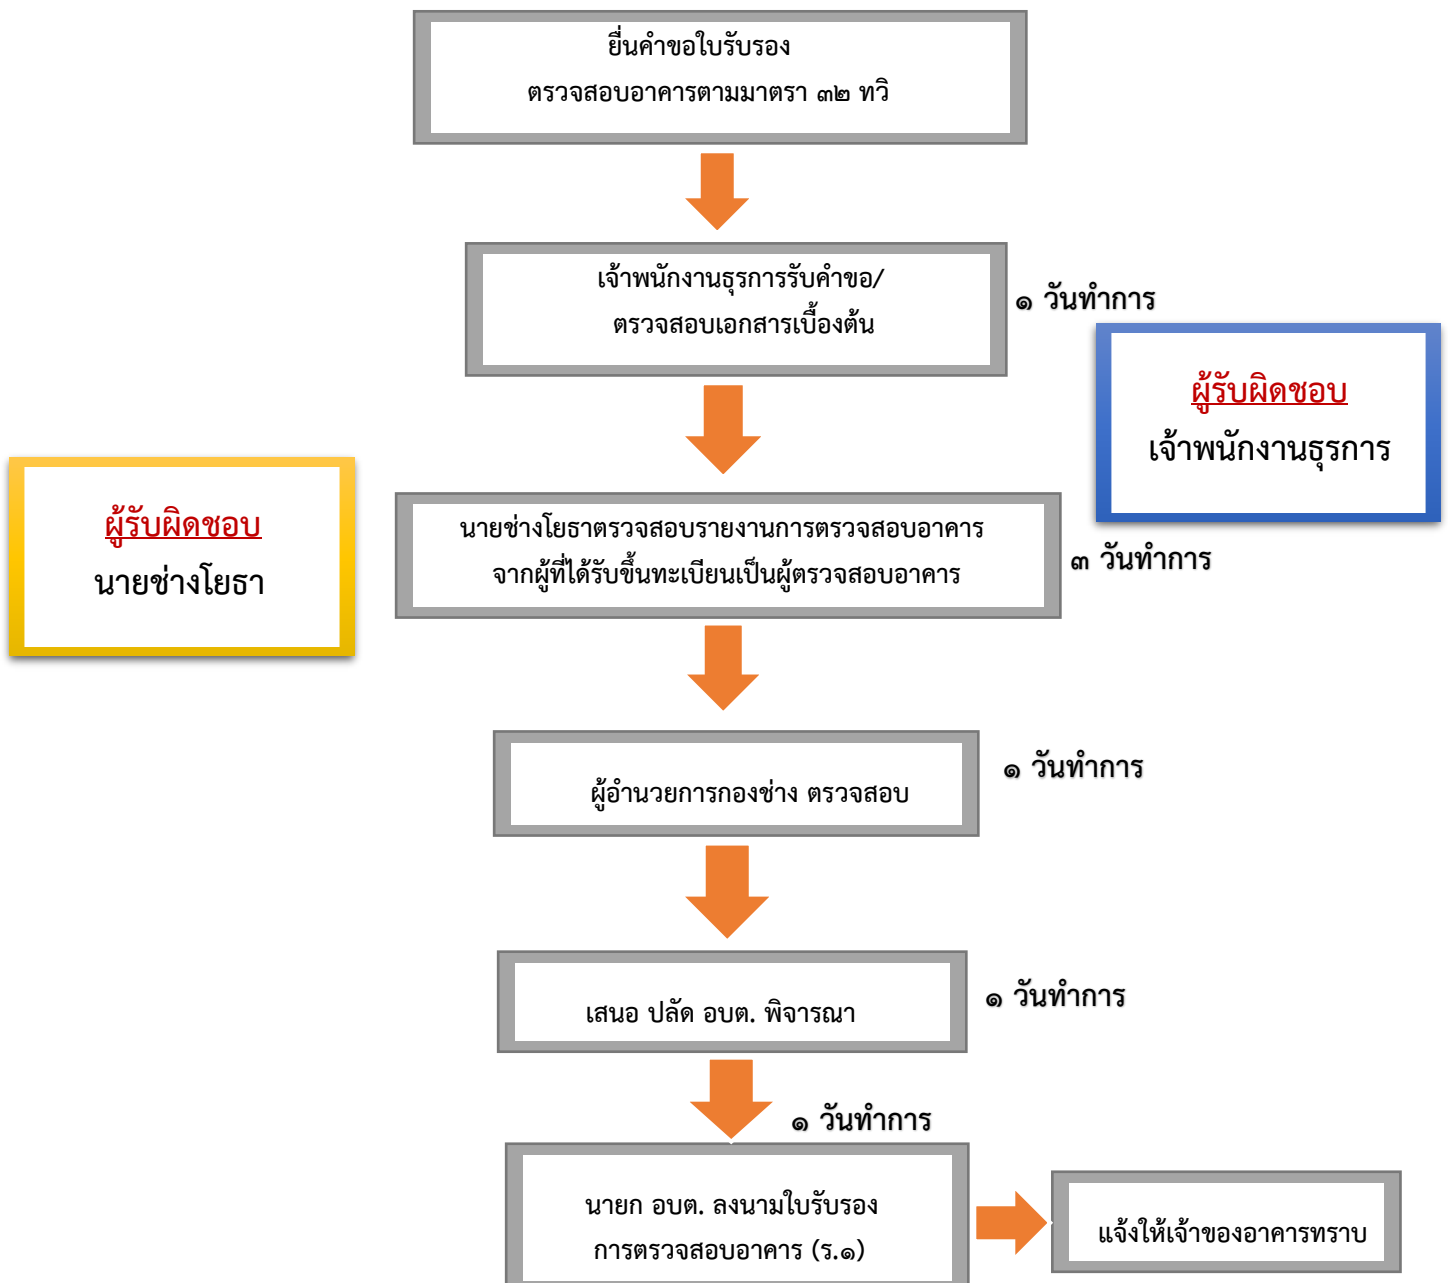 ยื่นคำขอใบรับรอง
ตรวจสอบอาคารตามมาตรา ๓๒ ทวิ
เจ้าพนักงานธุรการรับคำขอ/
ตรวจสอบเอกสารเบื้องต้น
๑ วันทำการ
ผู้รับผิดชอบ
เจ้าพนักงานธุรการ
ผู้รับผิดชอบ
นายช่างโยธา
นายช่างโยธาตรวจสอบรายงานการตรวจสอบอาคาร
จากผู้ที่ได้รับขึ้นทะเบียนเป็นผู้ตรวจสอบอาคาร
๓ วันทำการ
ผู้อำนวยการกองช่าง ตรวจสอบ
๑ วันทำการ
เสนอ ปลัด อบต. พิจารณา
๑ วันทำการ
๑ วันทำการ
นายก อบต. ลงนามใบรับรอง
การตรวจสอบอาคาร (ร.๑)
แจ้งให้เจ้าของอาคารทราบ